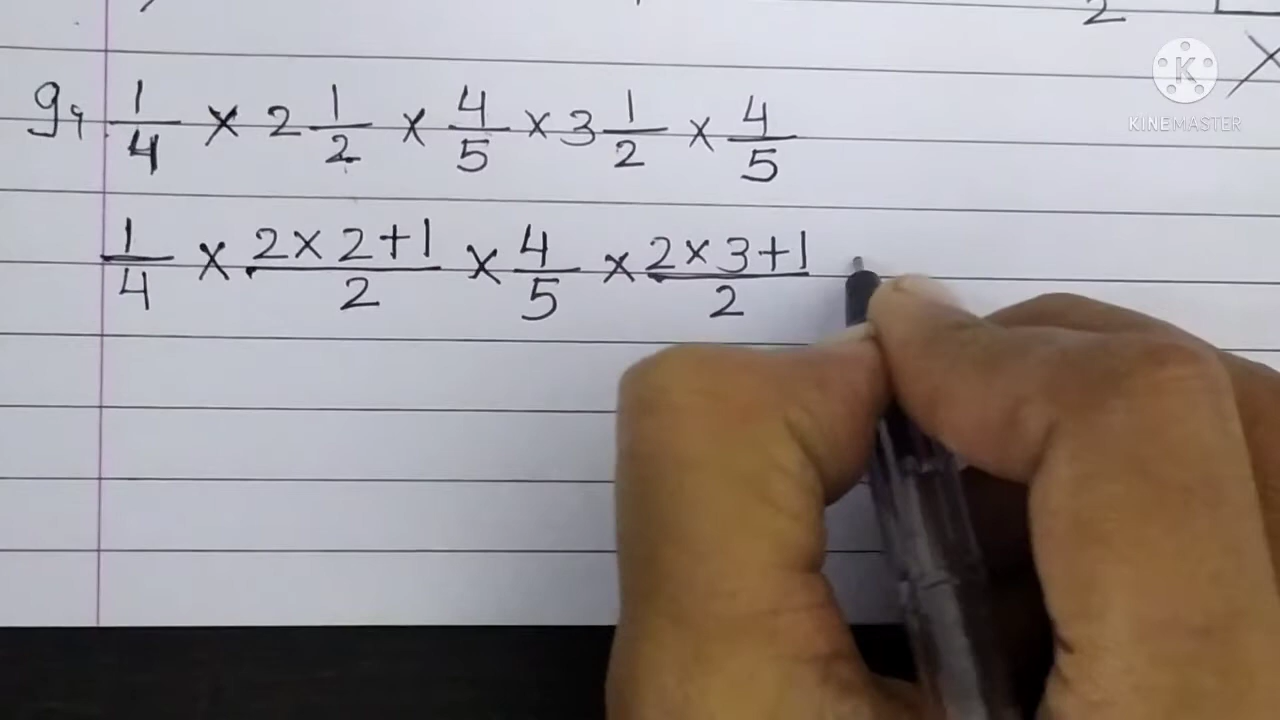 2
K
KINEMASTER
9, 1/4 × 2 1/2 × 4/5 × 3 1/2 × 4/5
1/4 × 2×2+1/2 × 4/5 × 2×3+1/2